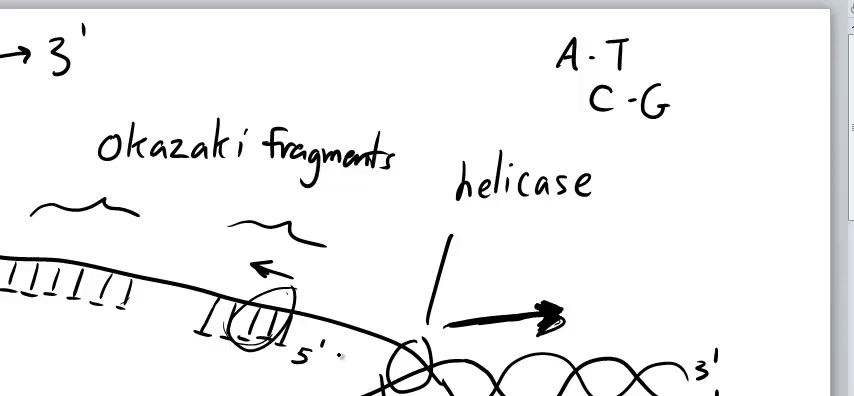 → 3'
A - T
C - G
Okazaki fragments
helicase
5'
3'